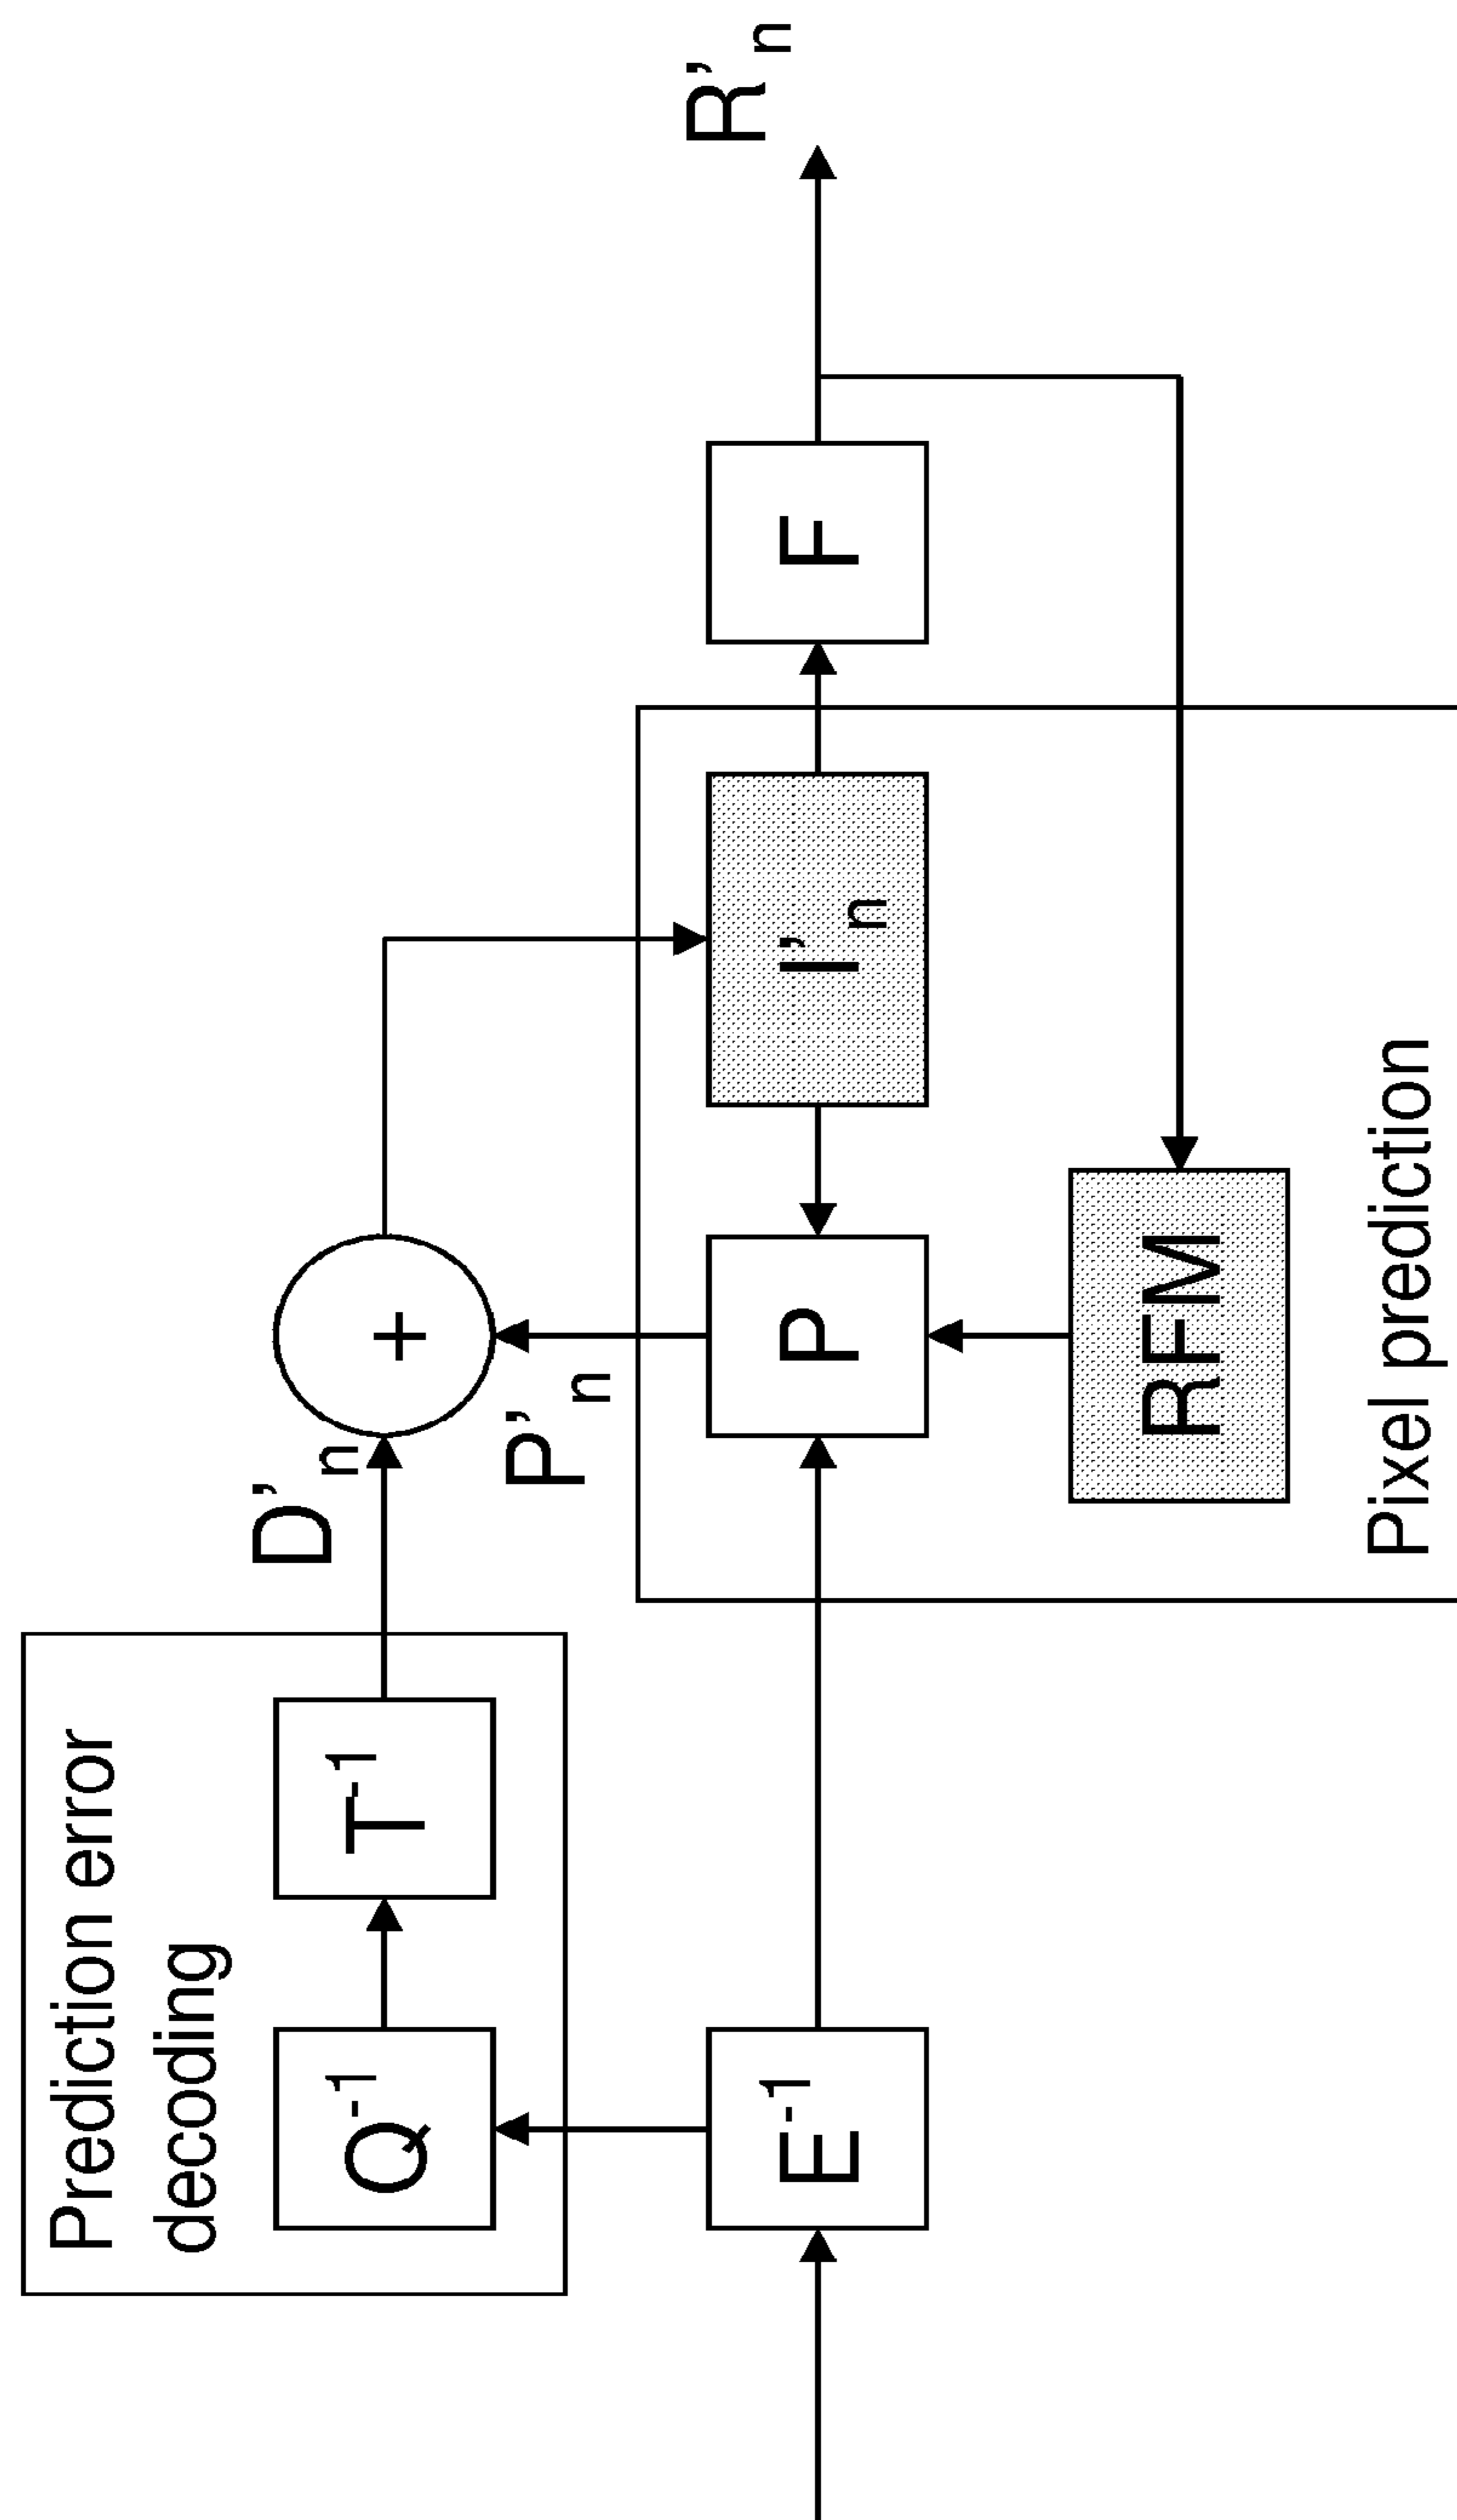 Prediction error
decoding
Q-1
T-1
D'n
+
P'n
E-1
P
I'n
F
R'n
RFM
Pixel prediction